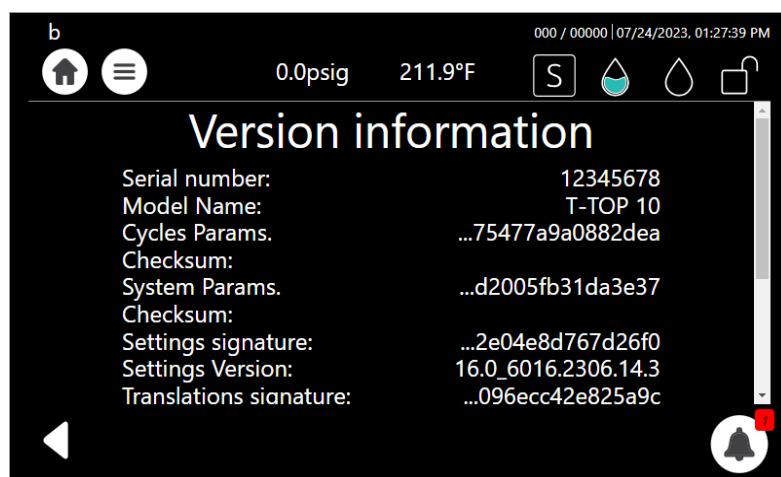 b
000 / 00000 | 07/24/2023, 01:27:39 PM
0.0psig 211.9°F S
Version information
Serial number: 12345678
Model Name: T-TOP 10
Cycles Params. ...75477a9a0882dea
Checksum:
System Params. ...d2005fb31da3e37
Checksum:
Settings signature: ...2e04e8d767d26f0
Settings Version: 16.0_6016.2306.14.3
Translations signature: ...096ecc42e825a9c
1